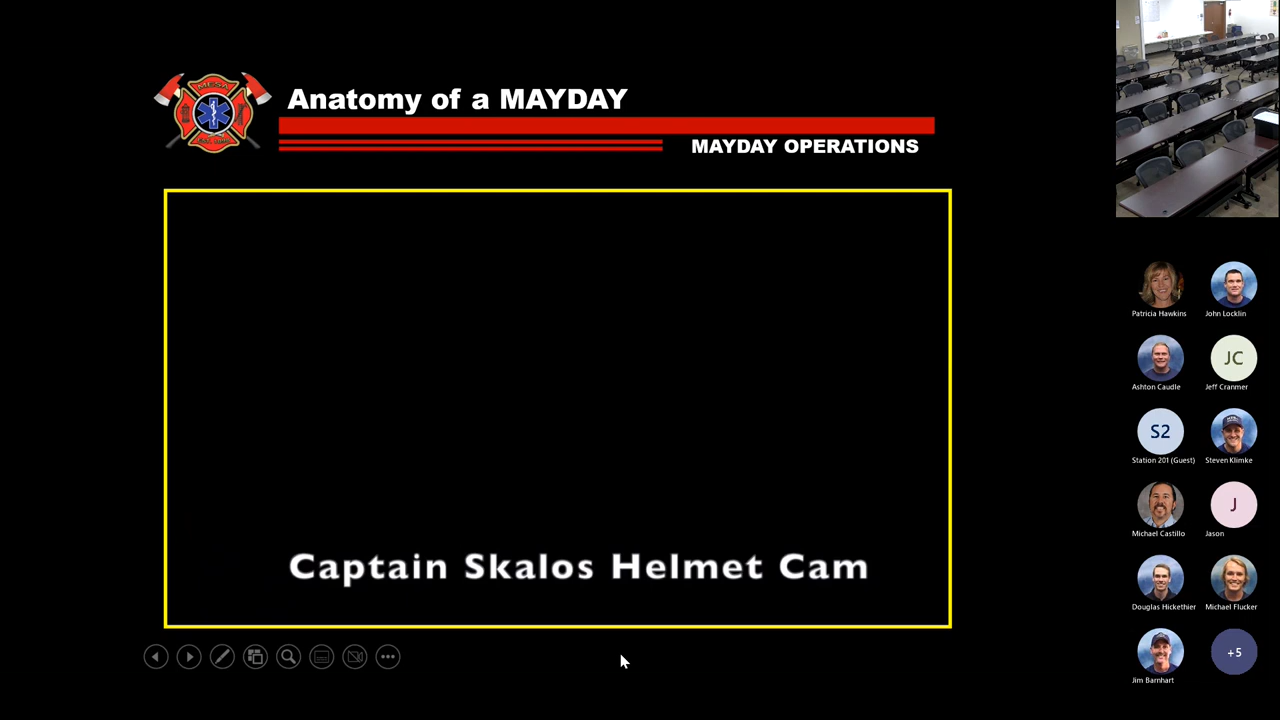 MESA
Anatomy of a MAYDAY
MAYDAY OPERATIONS
Captain Skalos Helmet Cam
Patricia Hawkins
John Locklin
Ashton Caudle
JC
Jeff Cranmer
S2
Station 201 (Guest)
Steven Klimke
Michael Castillo
J
Jason
Douglas Hickethier
Michael Flucker
Jim Barnhart
+5